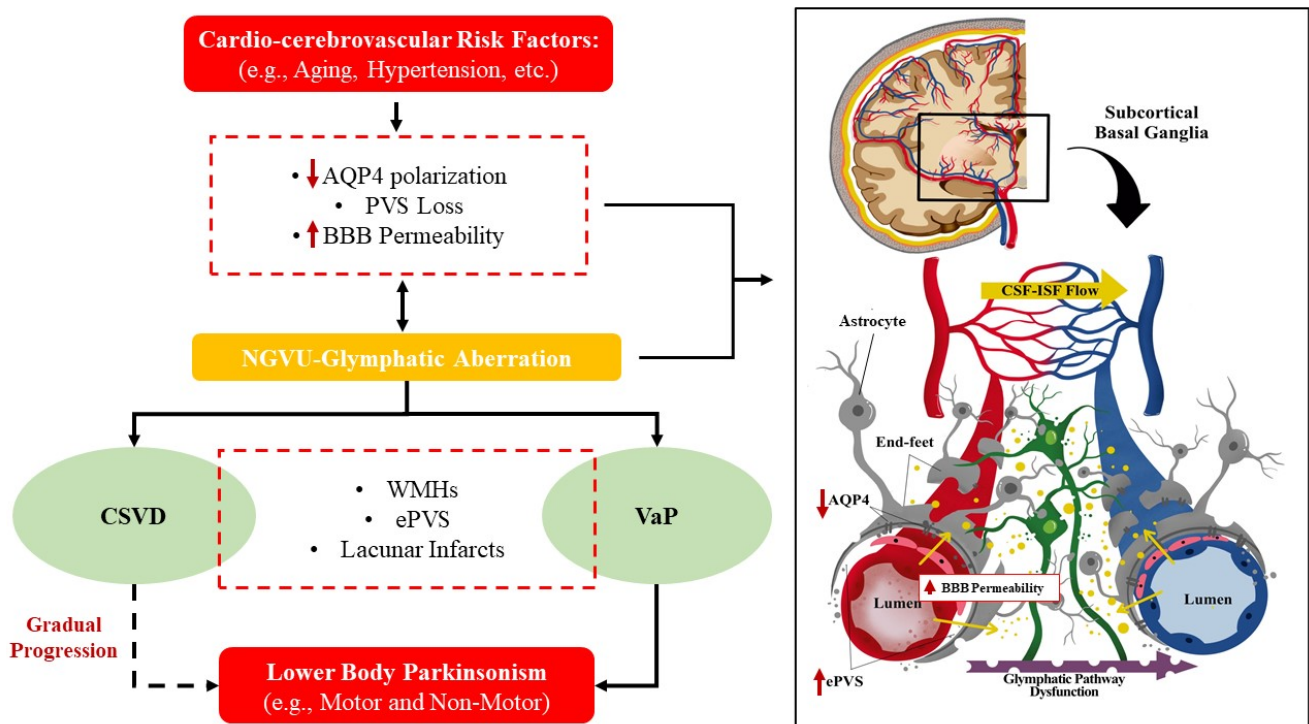 Cardio-cerebrovascular Risk Factors:
(e.g., Aging, Hypertension, etc.)
• AQP4 polarization
• PVS Loss
• BBB Permeability
NGVU-Glymphatic Aberration
CSVD
• WMHs
• ePVS
• Lacunar Infarcts
VaP
Gradual
Progression
Lower Body Parkinsonism
(e.g., Motor and Non-Motor)
Subcortical
Basal Ganglia
CSF-ISF Flow
Astrocyte
End-feet
AQP4
BBB Permeability
Lumen
Lumen
ePVS
Glymphatic Pathway
Dysfunction